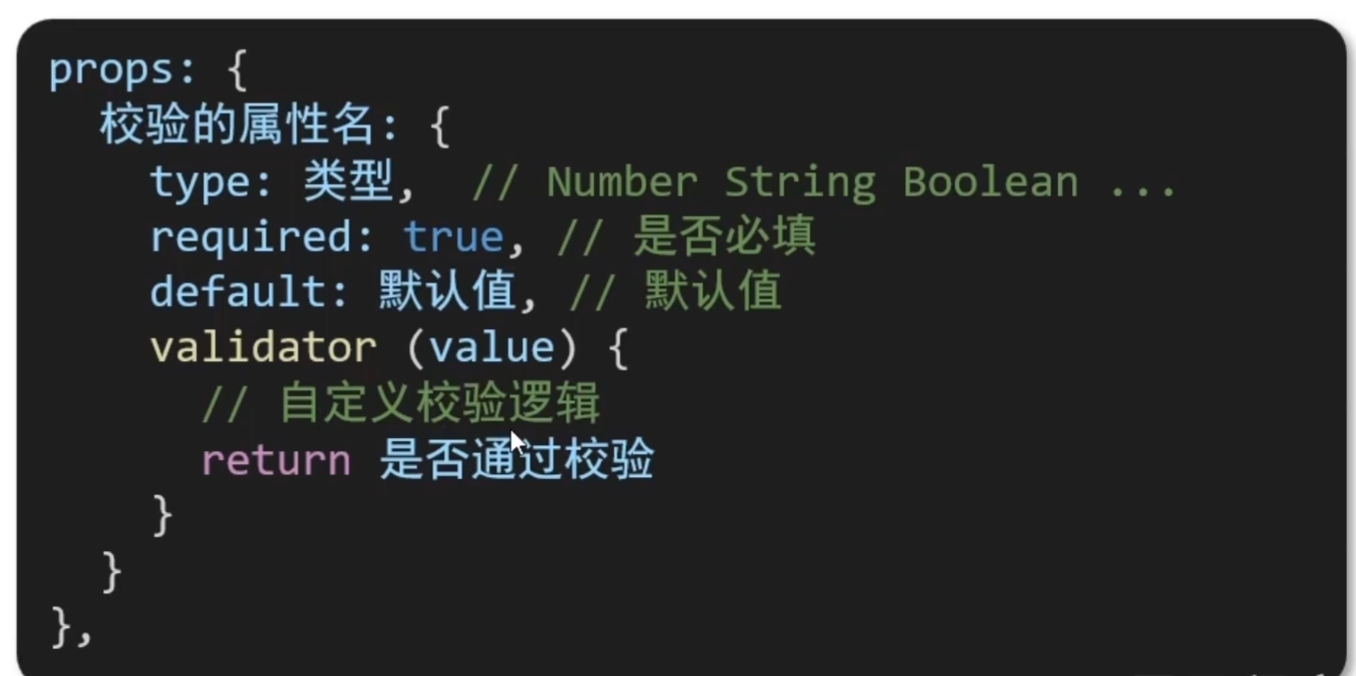 props: {
  校验的属性名: {
    type: 类型,  // Number String Boolean ...
    required: true, // 是否必填
    default: 默认值, // 默认值
    validator (value) {
      // 自定义校验逻辑
      return 是否通过校验
    }
  }
},